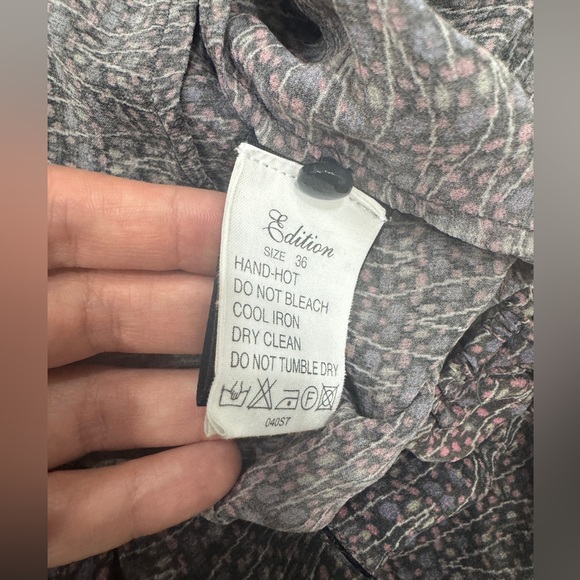 Edition
SIZE 36
HAND-HOT
DO NOT BLEACH
COOL IRON
DRY CLEAN
DO NOT TUMBLE DRY
F
040ST